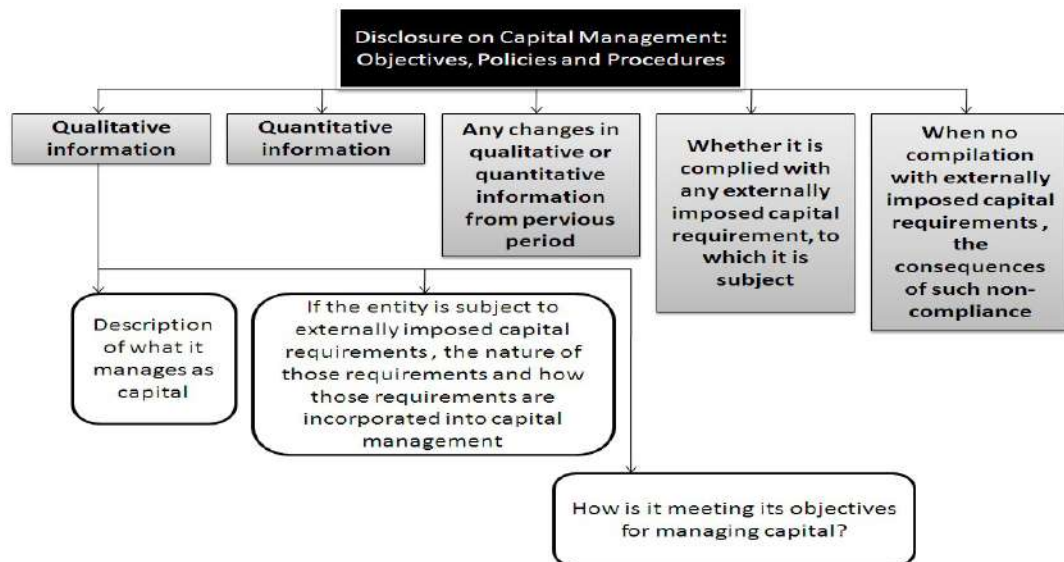 Disclosure on Capital Management:
Objectives, Policies and Procedures
Qualitative
information
Quantitative
information
Any changes in
qualitative or
quantitative
information
from pervious
period
Whether it is
complied with
any externally
imposed capital
requirement, to
which it is
subject
When no
compilation
with externally
imposed capital
requirements ,
the
consequences
of such non-
compliance
Description
of what it
manages as
capital
If the entity is subject to
externally imposed capital
requirements , the nature of
those requirements and how
those requirements are
incorporated into capital
management
How is it meeting its objectives
for managing capital?